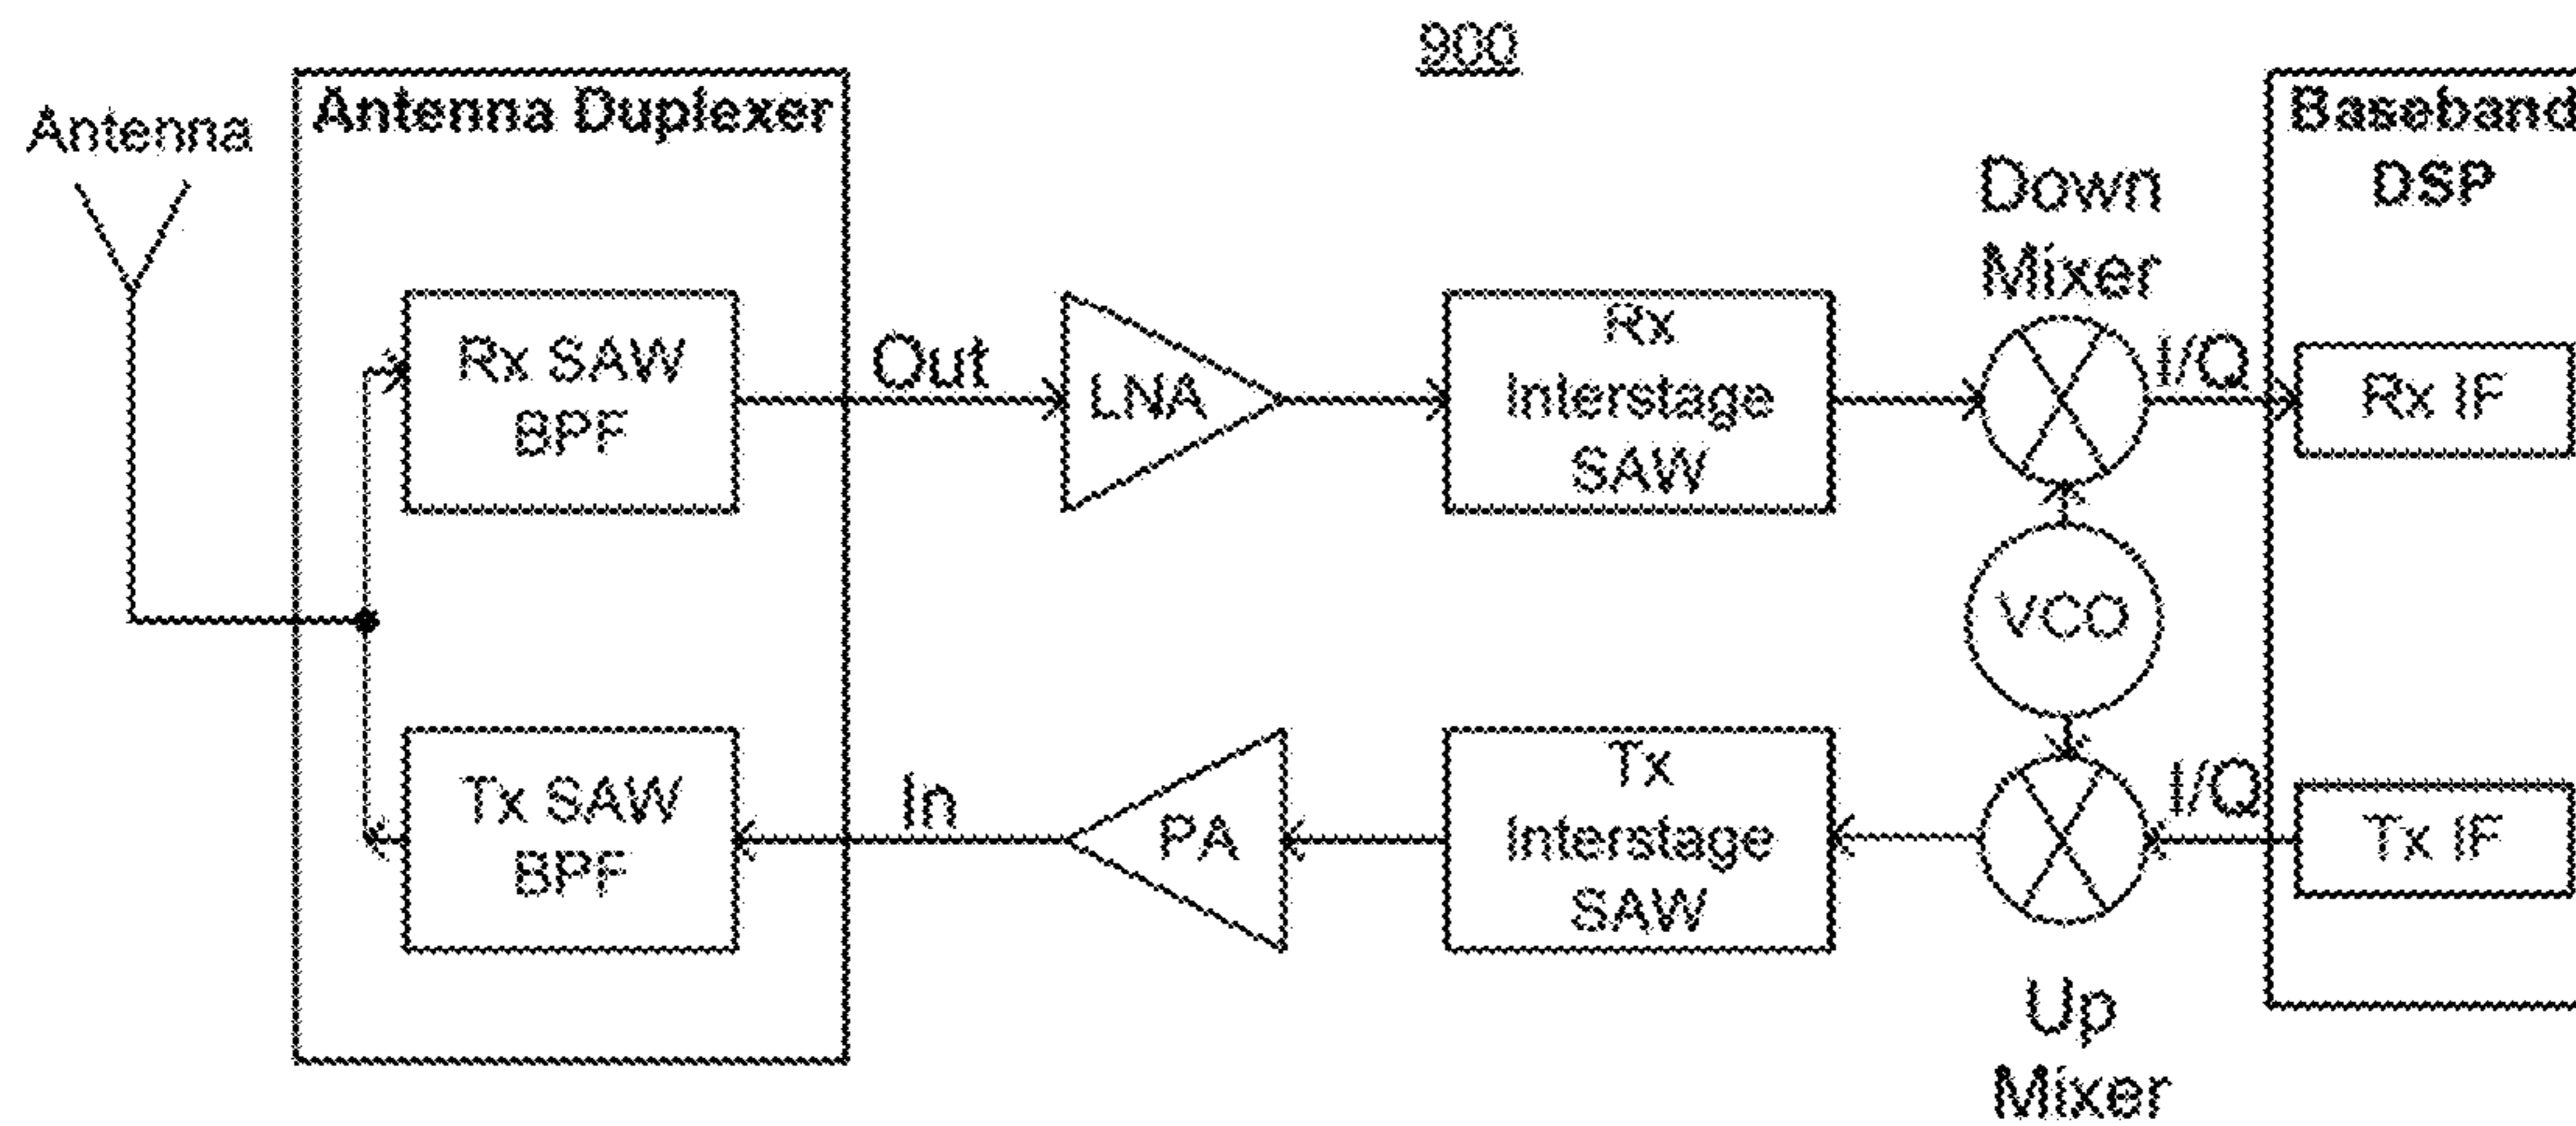 900
Antenna
Antenna Duplexer
Baseband
DSP
Down
Mixer
Rx SAW
BPF
Out
LNA
Rx
Interstage
SAW
I/Q
Rx IF
VCO
Tx SAW
BPF
In
PA
Tx
Interstage
SAW
I/Q
Tx IF
Up
Mixer